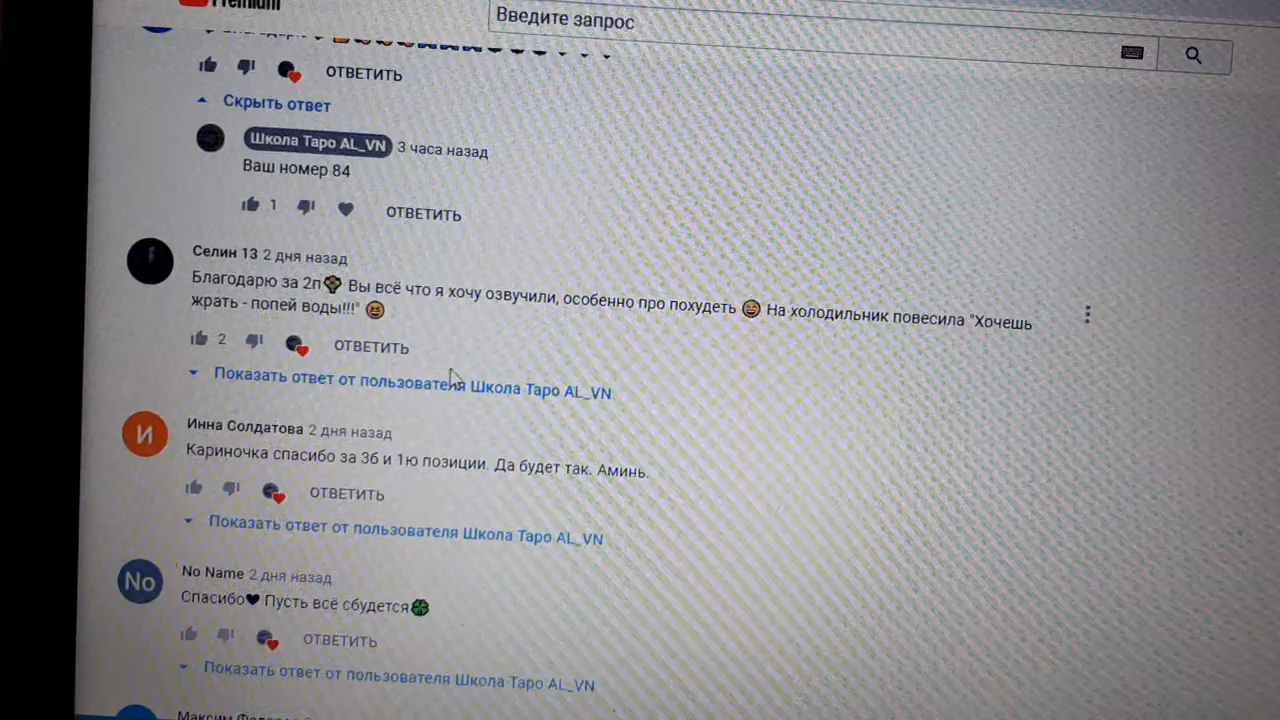 Premium
Введите запрос
ОТВЕТИТЬ
Скрыть ответ
Школа Таро AL_VN 3 часа назад
Ваш номер 84
1 ОТВЕТИТЬ
Селин 13 2 дня назад
Благодарю за 2п💐 Вы всё что я хочу озвучили, особенно про похудеть 😄 На холодильник повесила "Хочешь
жрать - попей воды!!!" 😆
2 ОТВЕТИТЬ
Показать ответ от пользователя Школа Таро AL_VN
И
Инна Солдатова 2 дня назад
Кариночка спасибо за 3б и 1ю позиции. Да будет так. Аминь.
ОТВЕТИТЬ
Показать ответ от пользователя Школа Таро AL_VN
No
No Name 2 дня назад
Спасибо🖤 Пусть всё сбудется🍀
ОТВЕТИТЬ
Показать ответ от пользователя Школа Таро AL_VN
Максим